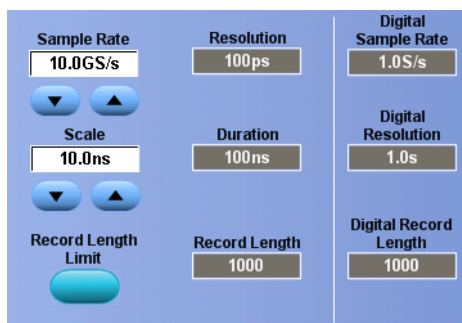 Sample Rate
10.0GS/s
Scale
10.0ns
Record Length
Limit
Resolution
100ps
Duration
100ns
Record Length
1000
Digital
Sample Rate
1.0S/s
Digital
Resolution
1.0s
Digital Record
Length
1000